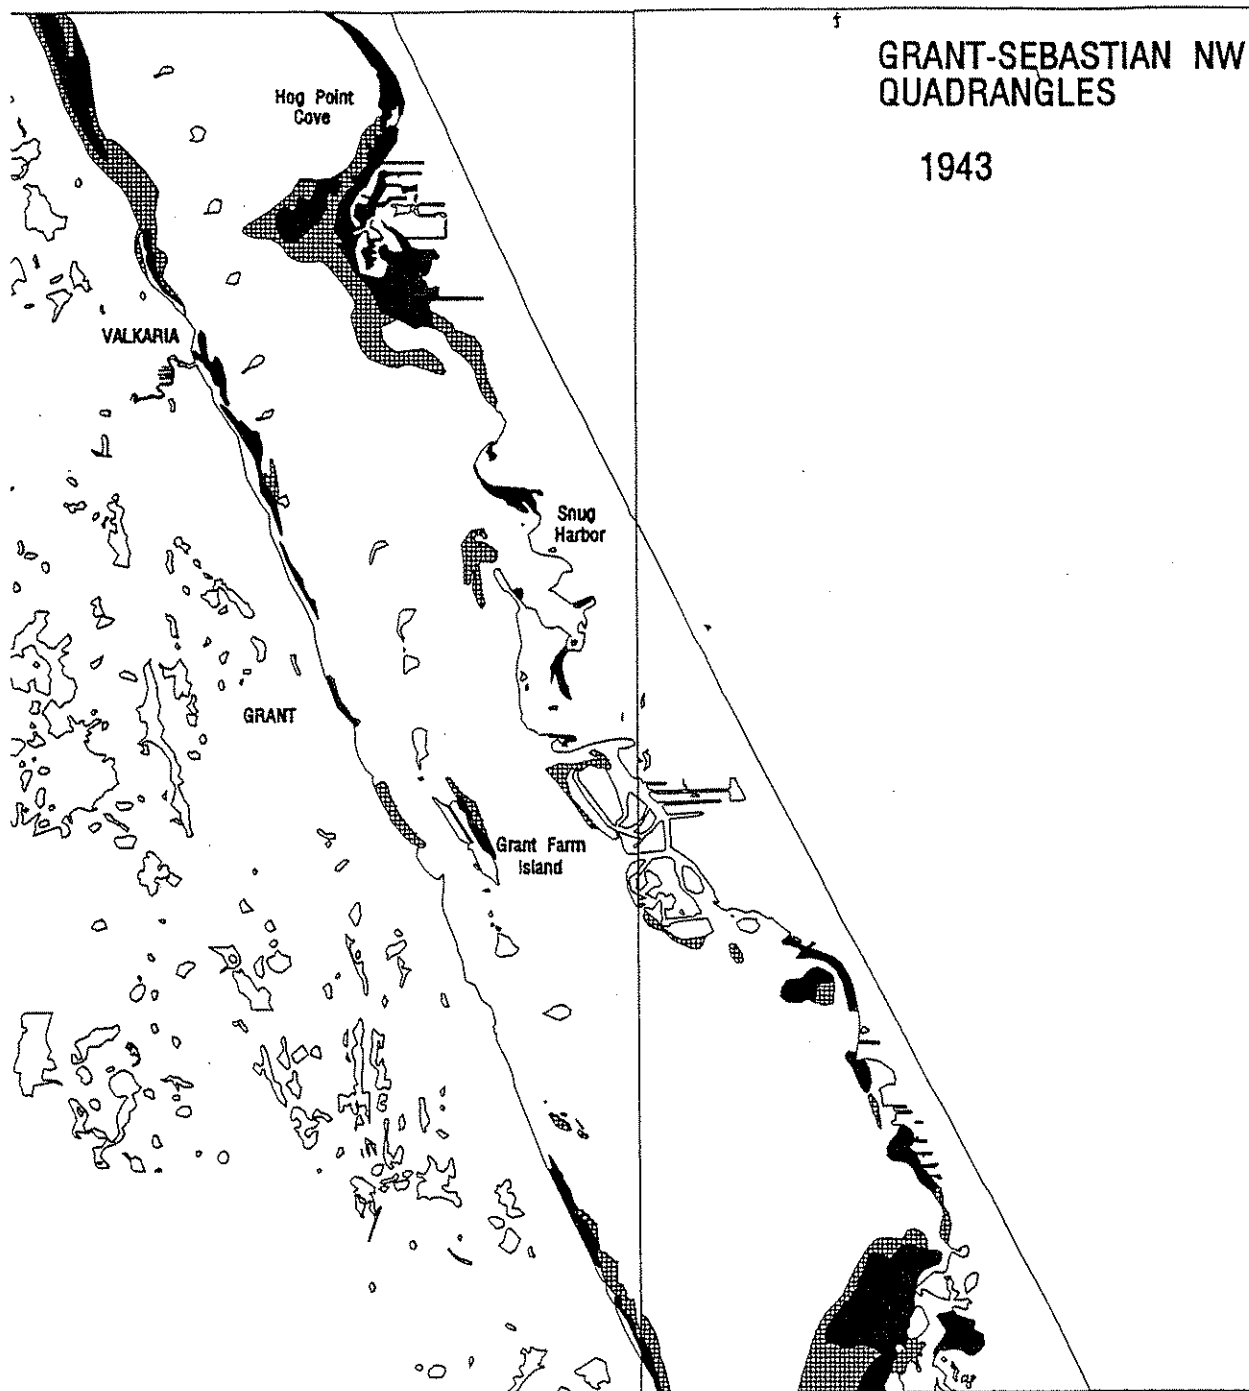 GRANT-SEBASTIAN NW
QUADRANGLES
1943
Hog Point
Cove
VALKARIA
Snug
Harbor
GRANT
Grant Farm
Island